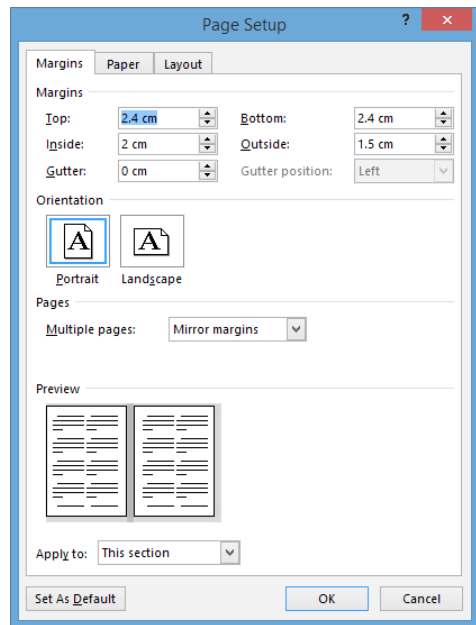 Page Setup ? ×
Margins Paper Layout
Margins
Top: 2.4 cm Bottom: 2.4 cm
Inside: 2 cm Outside: 1.5 cm
Gutter: 0 cm Gutter position: Left
Orientation
A A
Portrait Landscape
Pages
Multiple pages: Mirror margins
Preview
Apply to: This section
Set As Default OK Cancel